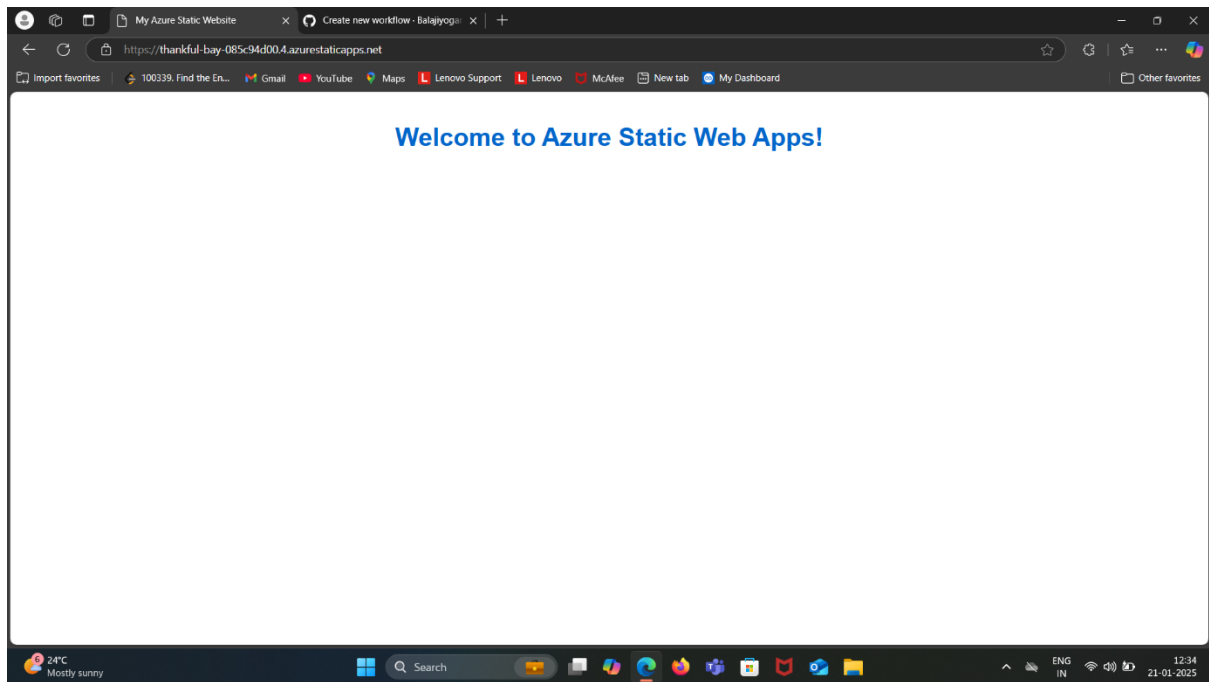 My Azure Static Website
Create new workflow · Balajiyogar
https://thankful-bay-085c94d00.4.azurestaticapps.net
Import favorites 100339. Find the En... Gmail YouTube Maps Lenovo Support Lenovo McAfee New tab My Dashboard Other favorites
Welcome to Azure Static Web Apps!
6 24°C
Mostly sunny
Search
ENG
IN
12:34
21-01-2025